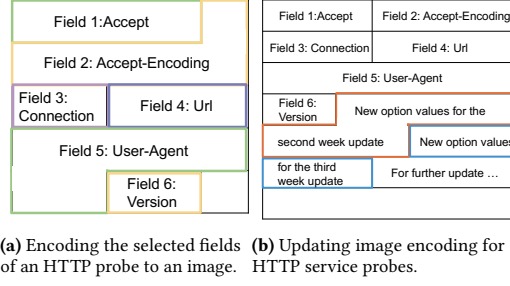 Field 1:Accept
Field 2: Accept-Encoding
Field 3:
Connection
Field 4: Url
Field 5: User-Agent
Field 6:
Version
Field 1:Accept
Field 2: Accept-Encoding
Field 3: Connection
Field 4: Url
Field 5: User-Agent
Field 6:
Version
New option values for the
second week update
New option values
for the third
week update
For further update ...
(a) Encoding the selected fields
of an HTTP probe to an image.
(b) Updating image encoding for
HTTP service probes.